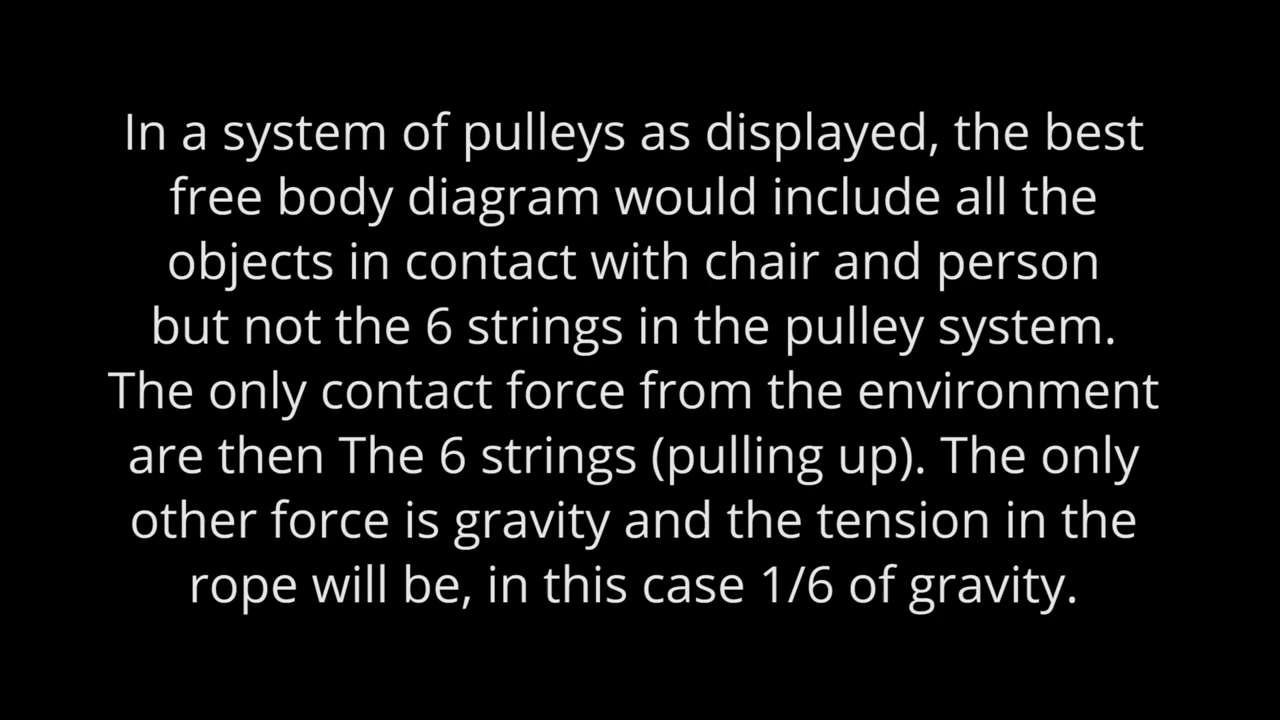 In a system of pulleys as displayed, the best
free body diagram would include all the
objects in contact with chair and person
but not the 6 strings in the pulley system.
The only contact force from the environment
are then The 6 strings (pulling up). The only
other force is gravity and the tension in the
rope will be, in this case 1/6 of gravity.